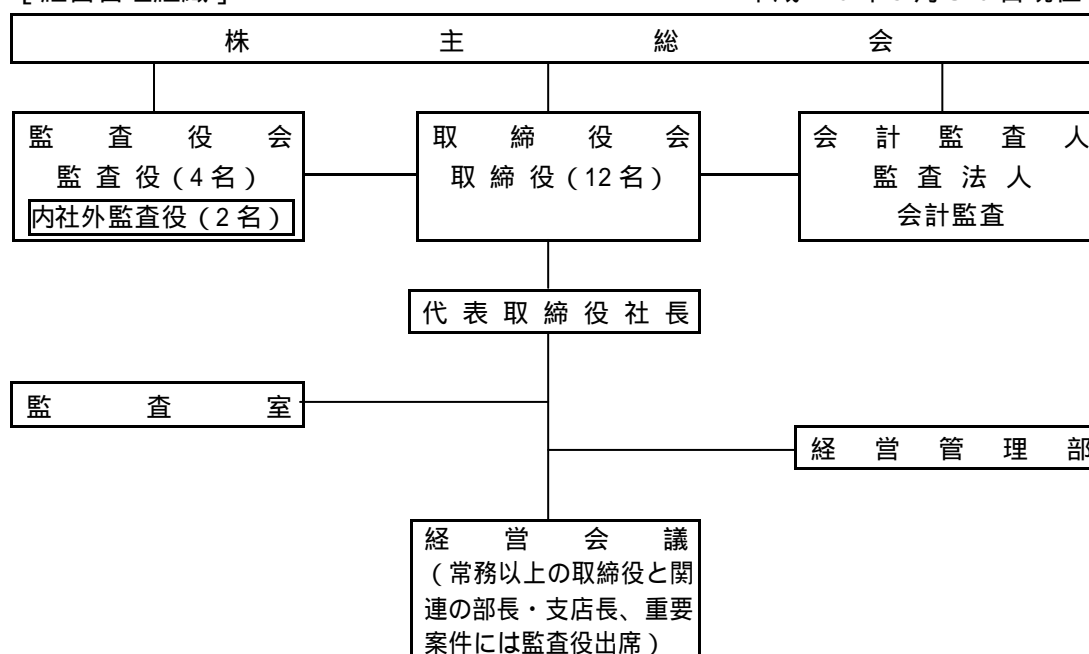 株主総会
監査役会
監査役(4名)
内社外監査役(2名)
取締役会
取締役(12名)
会計監査人
監査法人
会計監査
代表取締役社長
監査室
経営管理部
経営会議
(常務以上の取締役と関
連の部長・支店長、重要
案件には監査役出席)